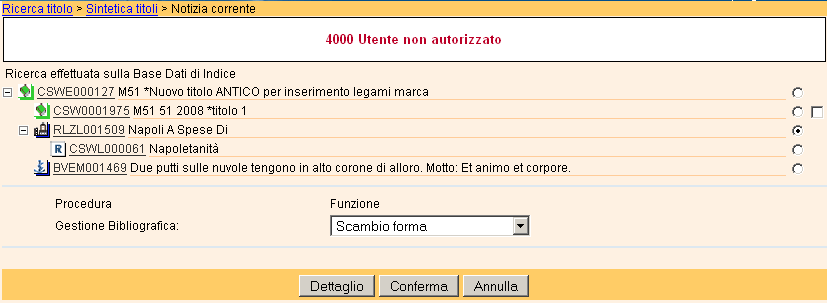 Ricerca titolo > Sintetica titoli > Notizia corrente
4000 Utente non autorizzato
Ricerca effettuata sulla Base Dati di Indice
CSWE000127 M51 *Nuovo titolo ANTICO per inserimento legami marca
CSW0001975 M51 51 2008 *titolo 1
RLZL001509 Napoli A Spese Di
R CSWL000061 Napoletanità
BVEM001469 Due putti sulle nuvole tengono in alto corone di alloro. Motto: Et animo et corpore.
Procedura Funzione
Gestione Bibliografica: Scambio forma
Dettaglio Conferma Annulla